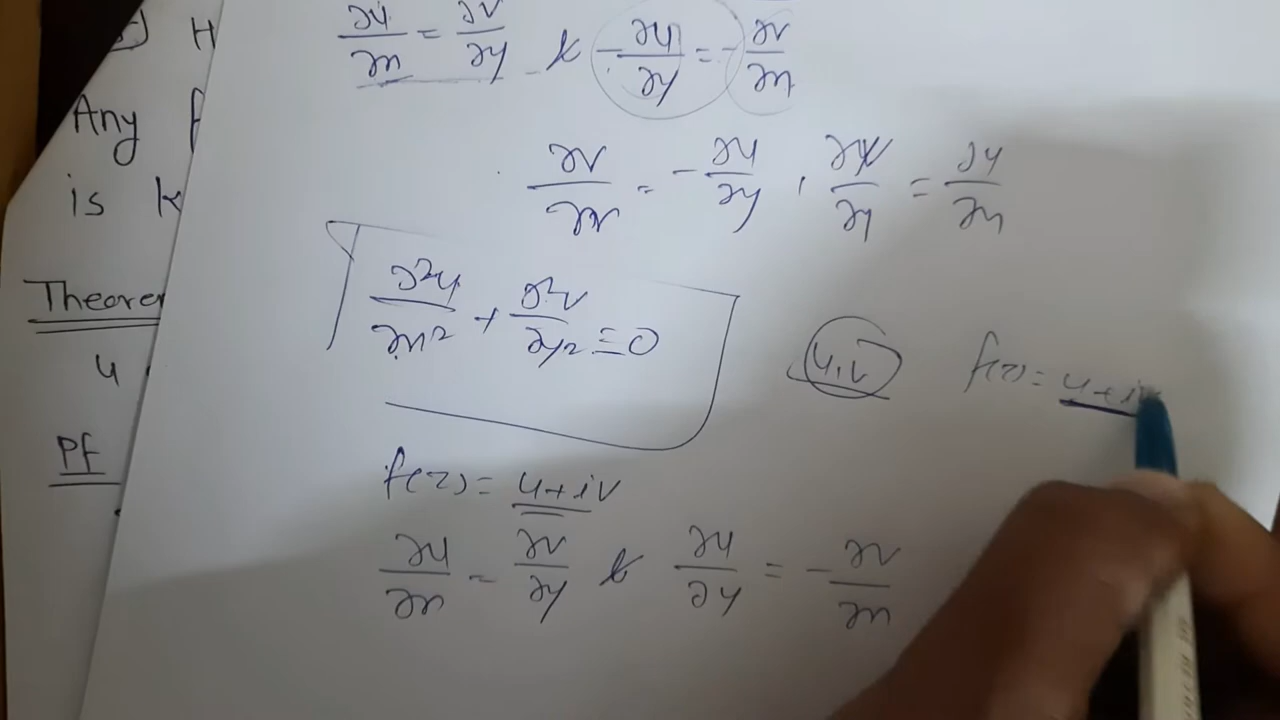 H
∂u/∂x = ∂v/∂y & -∂u/∂y = -∂v/∂x
Any
is k
∂v/∂x = -∂u/∂y , ∂v/∂y = ∂u/∂x
Theorem
∂²u/∂x² + ∂²v/∂y² = 0
u
u, v
f(z) = u+iv
Pf
f(z) = u+iv
∂u/∂x = ∂v/∂y & ∂u/∂y = -∂v/∂x